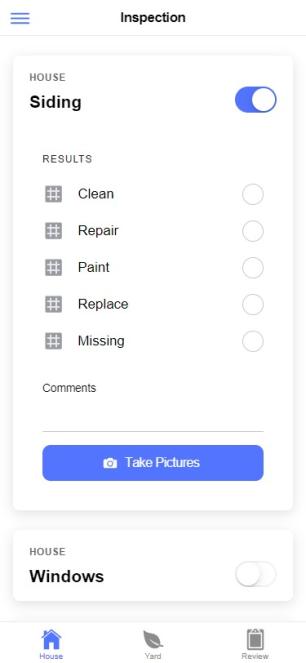 Inspection
HOUSE
Siding
RESULTS
Clean
Repair
Paint
Replace
Missing
Comments
Take Pictures
HOUSE
Windows
House
Yard
Review